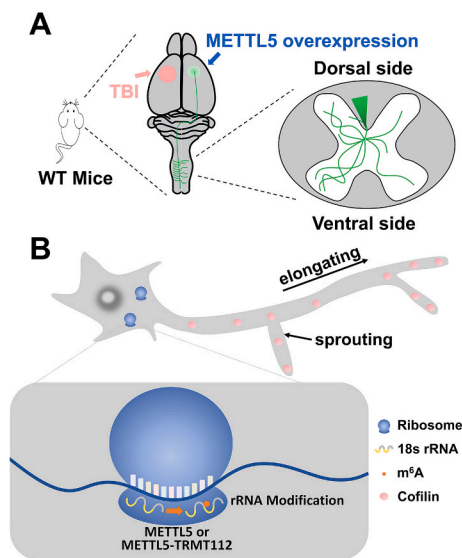 A
METTL5 overexpression
TBI
WT Mice
Dorsal side
Ventral side
B
elongating
sprouting
rRNA Modification
METTL5 or
METTL5-TRMT112
Ribosome
18s rRNA
m⁶A
Cofilin